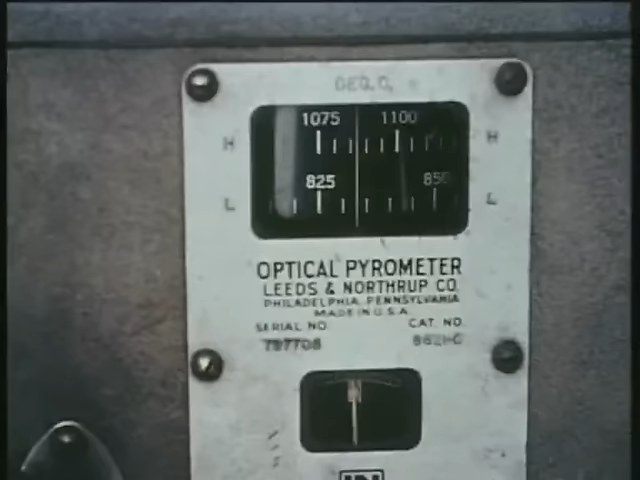 DEG. C.
1075 1100
H H
825 850
L L
OPTICAL PYROMETER
LEEDS & NORTHRUP CO.
PHILADELPHIA, PENNSYLVANIA
MADE IN U.S.A.
SERIAL NO. CAT. NO.